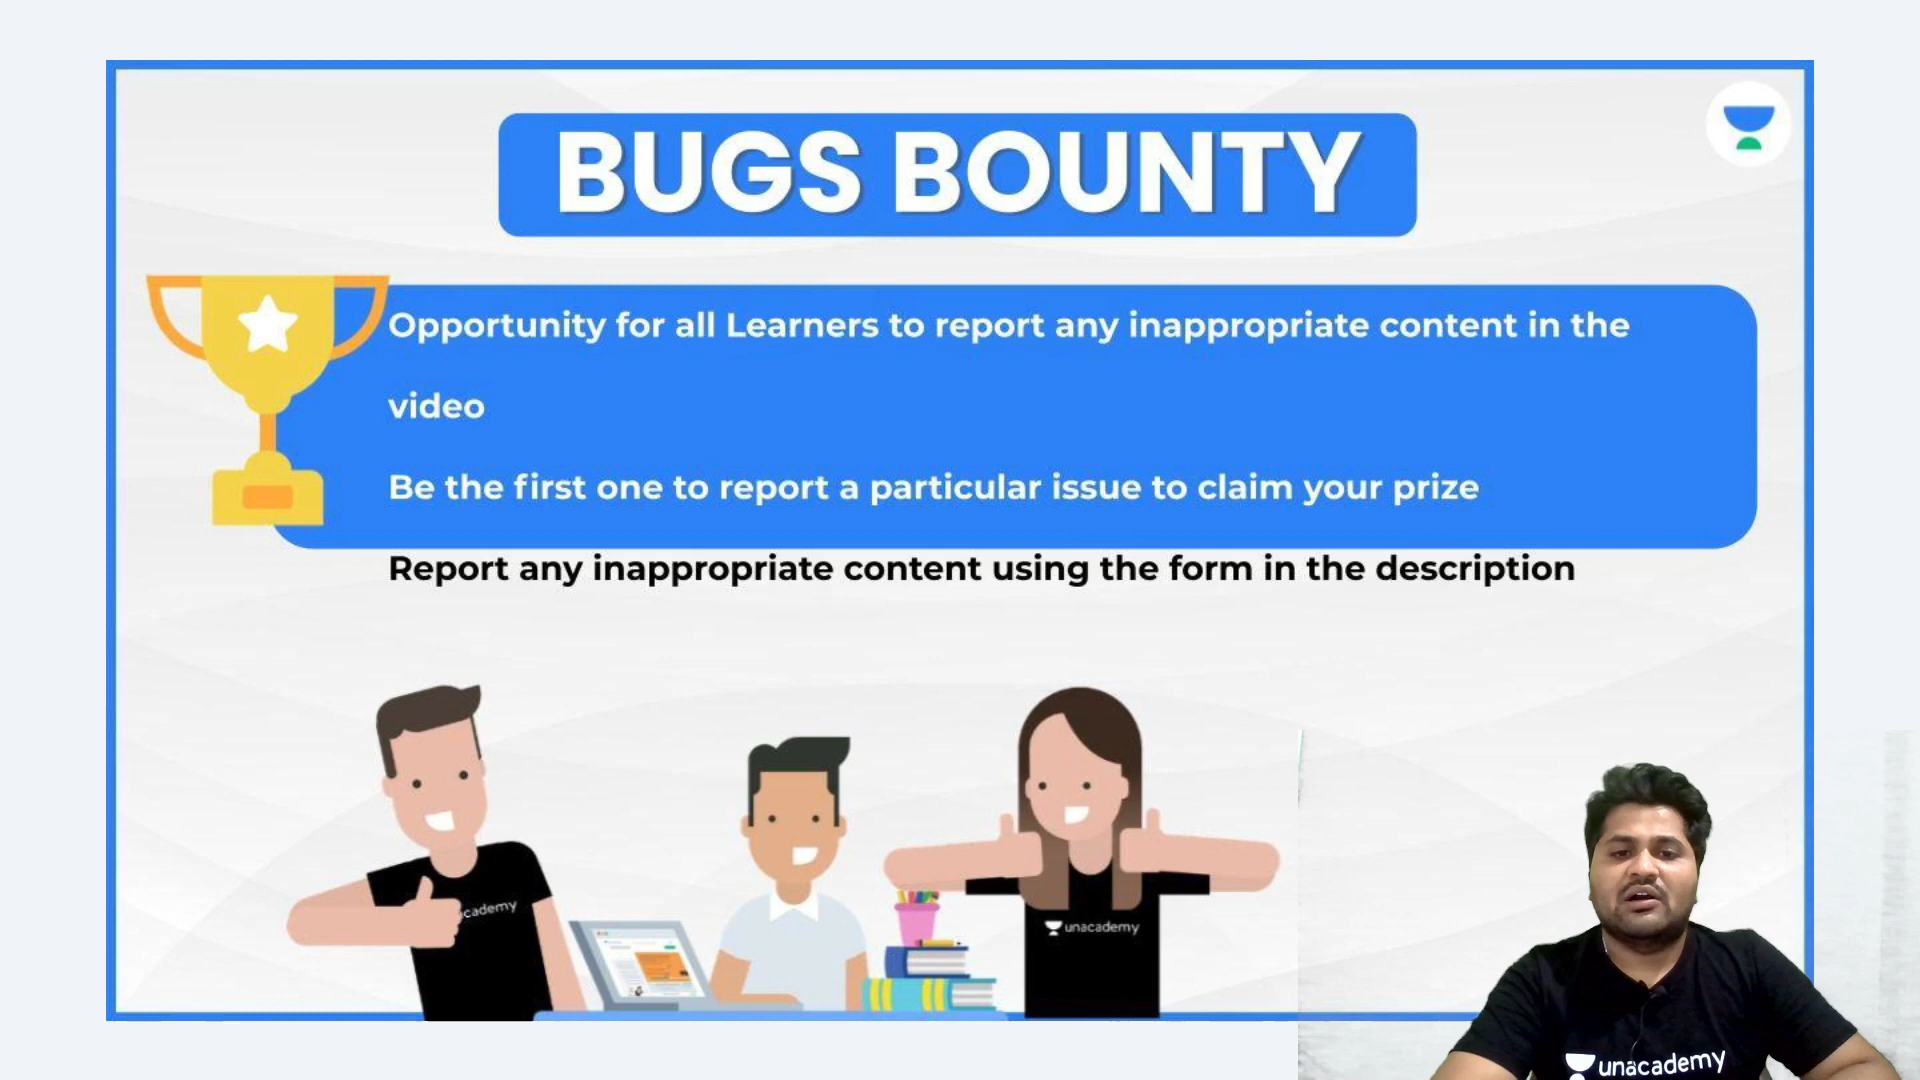 BUGS BOUNTY
Opportunity for all Learners to report any inappropriate content in the
video
Be the first one to report a particular issue to claim your prize
Report any inappropriate content using the form in the description
cademy
unacademy
unacademy